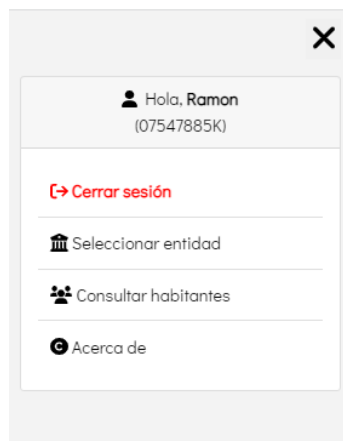 Hola, Ramon
(07547885K)
Cerrar sesión
Seleccionar entidad
Consultar habitantes
Acerca de